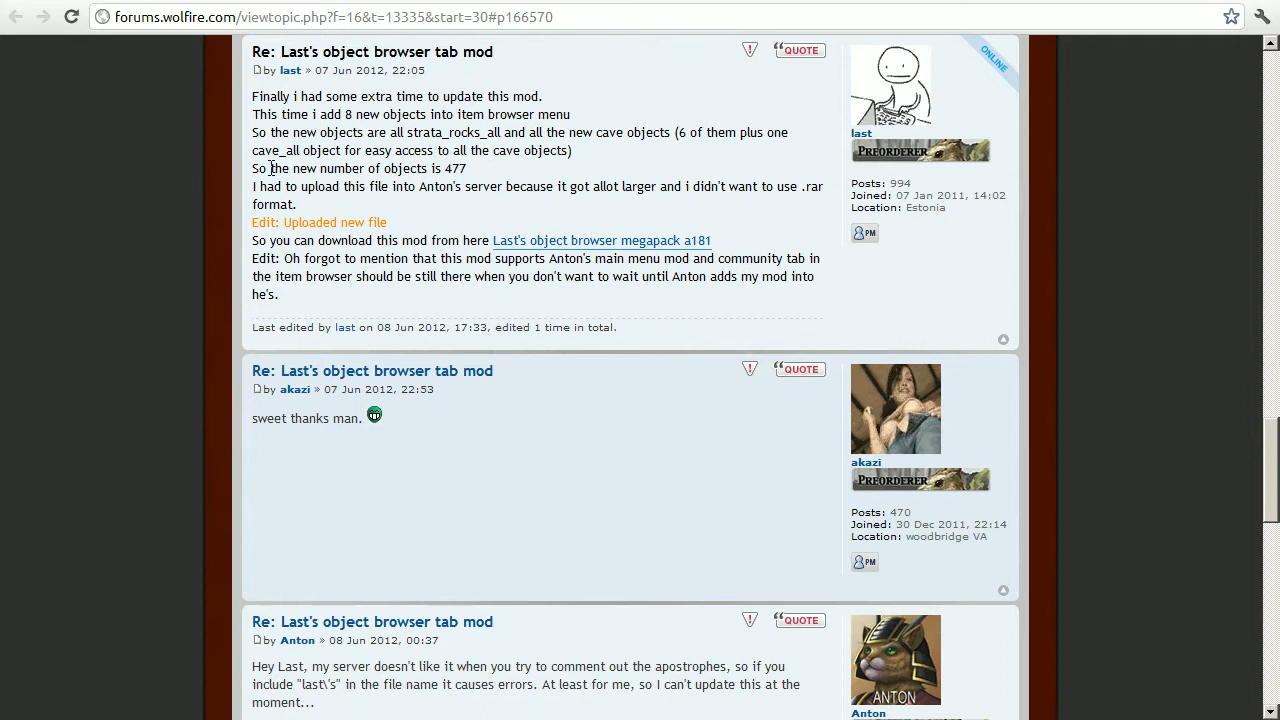 forums.wolfire.com/viewtopic.php?f=16&t=13335&start=30#p166570
Re: Last's object browser tab mod
QUOTE
by last » 07 Jun 2012, 22:05
ONLINE
Finally i had some extra time to update this mod.
This time i add 8 new objects into item browser menu
So the new objects are all strata_rocks_all and all the new cave objects (6 of them plus one
cave_all object for easy access to all the cave objects)
So the new number of objects is 477
I had to upload this file into Anton's server because it got allot larger and i didn't want to use .rar
format.
Edit: Uploaded new file
So you can download this mod from here Last's object browser megapack a181
Edit: Oh forgot to mention that this mod supports Anton's main menu mod and community tab in
the item browser should be still there when you don't want to wait until Anton adds my mod into
he's.
Last edited by last on 08 Jun 2012, 17:33, edited 1 time in total.
last
PREORDERER
Posts: 994
Joined: 07 Jan 2011, 14:02
Location: Estonia
PM
Re: Last's object browser tab mod
QUOTE
by akazi » 07 Jun 2012, 22:53
sweet thanks man.
akazi
PREORDERER
Posts: 470
Joined: 30 Dec 2011, 22:14
Location: woodbridge VA
PM
Re: Last's object browser tab mod
QUOTE
by Anton » 08 Jun 2012, 00:37
Hey Last, my server doesn't like it when you try to comment out the apostrophes, so if you
include "last\'s" in the file name it causes errors. At least for me, so I can't update this at the
moment...
ANTON
Anton